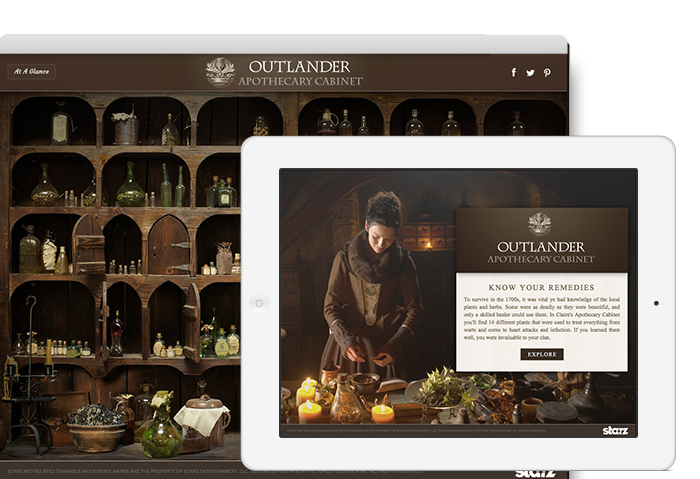 At A Glance
OUTLANDER
APOTHECARY CABINET
OUTLANDER
APOTHECARY CABINET
KNOW YOUR REMEDIES
To survive in the 1700s, it was vital ye had knowledge of the local
plants and herbs. Some were as deadly as they were beautiful, and
only a skilled healer could use them. In Claire's Apothecary Cabinet
you'll find 14 different plants that were used to treat everything from
warts and corns to heart attacks and infection. If you learned them
well, you were invaluable to your clan.
EXPLORE
starz
STARZ AND RELATED CHANNELS AND SERVICE MARKS ARE THE PROPERTY OF STARZ ENTERTAINMENT, LLC.
starz